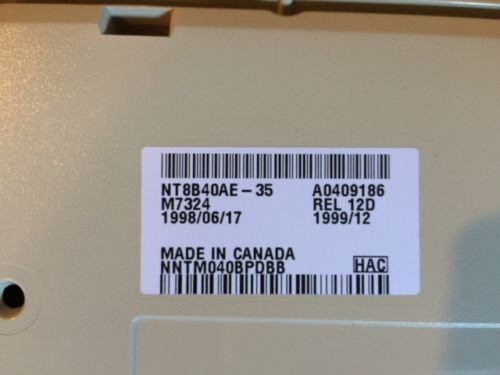 NT8B40AE-35 A0409186
M7324 REL 12D
1998/06/17 1999/12
MADE IN CANADA
NNTM040BPDBB HAC